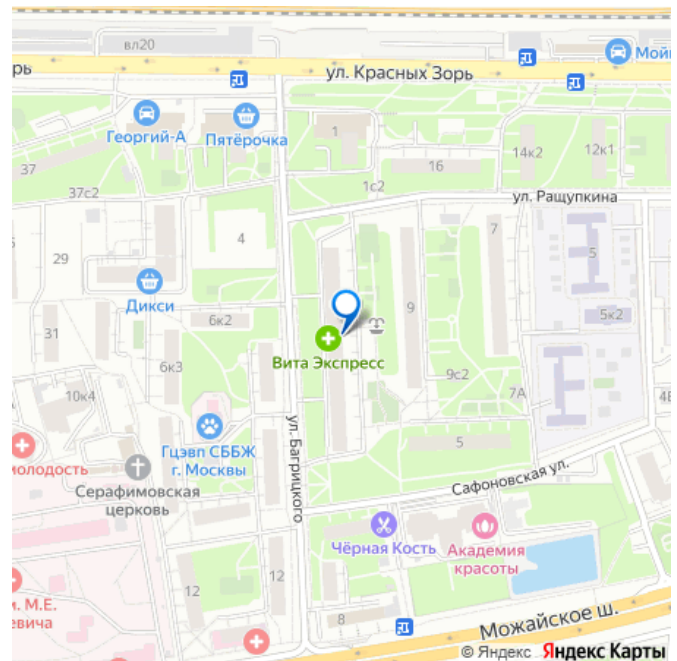 вл20
Мой
рь
ул. Красных Зорь
Георгий-А
Пятёрочка
1
16
14к2
12к1
37
37с2
1с2
ул. Ращупкина
29
4
7
5
Дикси
9
5к2
31
6к2
Вита Экспресс
6к3
9с2
7А
10к4
ул. Багрицкого
5
молодость
Гцэвп СББЖ
г. Москвы
Серафимовская
церковь
Сафоновская ул.
Чёрная Кость
Академия
красоты
12
12
8
м. М.Е.
евича
Можайское ш.
© Яндекс Яндекс Карты